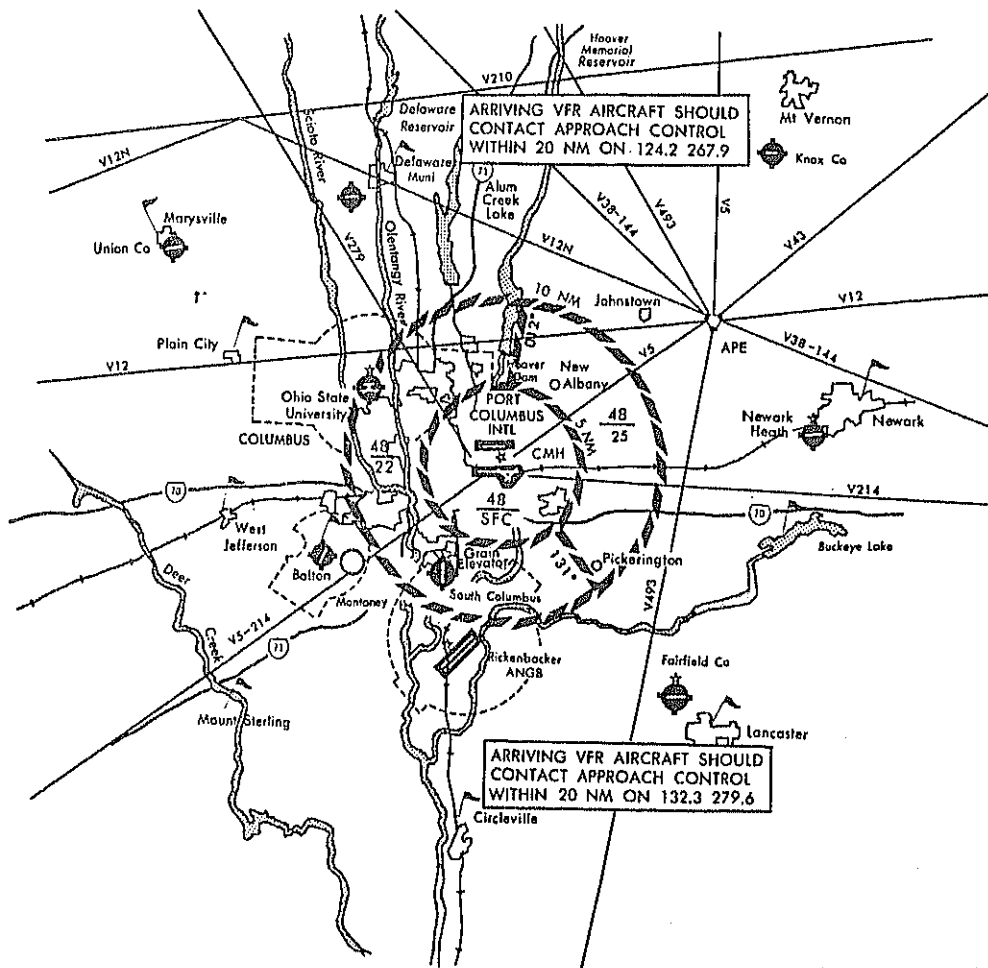 Hoover
Memorial
Reservoir
V210
ARRIVING VFR AIRCRAFT SHOULD
CONTACT APPROACH CONTROL
WITHIN 20 NM ON 124.2 267.9
Mt Vernon
Knox Co
Delaware
Reservoir
Scioto River
V12N
Delaware
Muni
71
Alum
Creek
Lake
V38-144
V493
V5
V43
Marysville
Union Co
V279
Olentangy River
V12N
10 NM
Johnstown
V12
012°
APE
V38-144
Plain City
V12
V5
Hoover
Dam
New
Albany
Ohio State
University
COLUMBUS
PORT
COLUMBUS
INTL
5 NM
48
25
Newark
Heath
Newark
48
22
CMH
70
V214
48
SFC
70
West
Jefferson
Buckeye Lake
Bolton
Grain
Elevator
131°
Pickerington
Deer
Creek
South Columbus
V493
V5-214
71
Rickenbacker
ANGB
Fairfield Co
Mount Sterling
Lancaster
ARRIVING VFR AIRCRAFT SHOULD
CONTACT APPROACH CONTROL
WITHIN 20 NM ON 132.3 279.6
Circleville